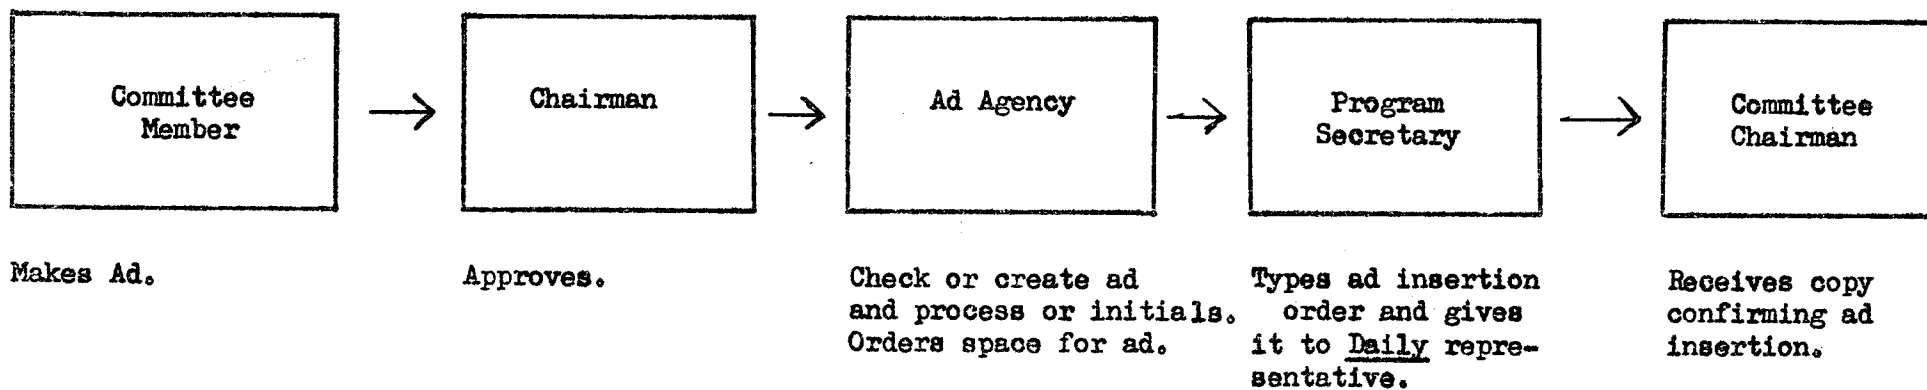 Committee
Member
Chairman
Ad Agency
Program
Secretary
Committee
Chairman
Makes Ad.
Approves.
Check or create ad
and process or initials.
Orders space for ad.
Types ad insertion
order and gives
it to Daily repre-
sentative.
Receives copy
confirming ad
insertion.